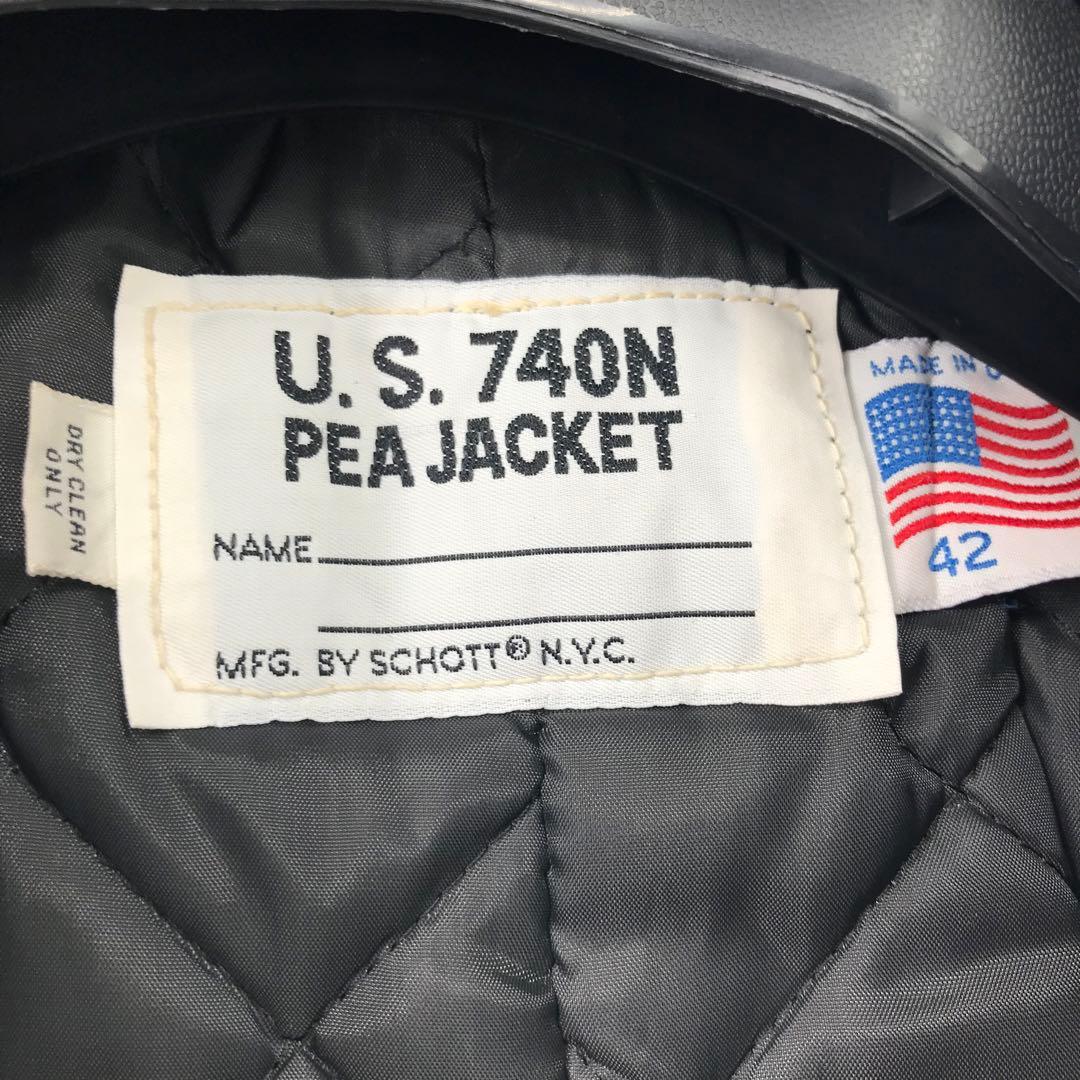 U. S. 740N
PEA JACKET
NAME
MFG. BY SCHOTT® N.Y.C.
DRY CLEAN
ONLY
MADE IN
42